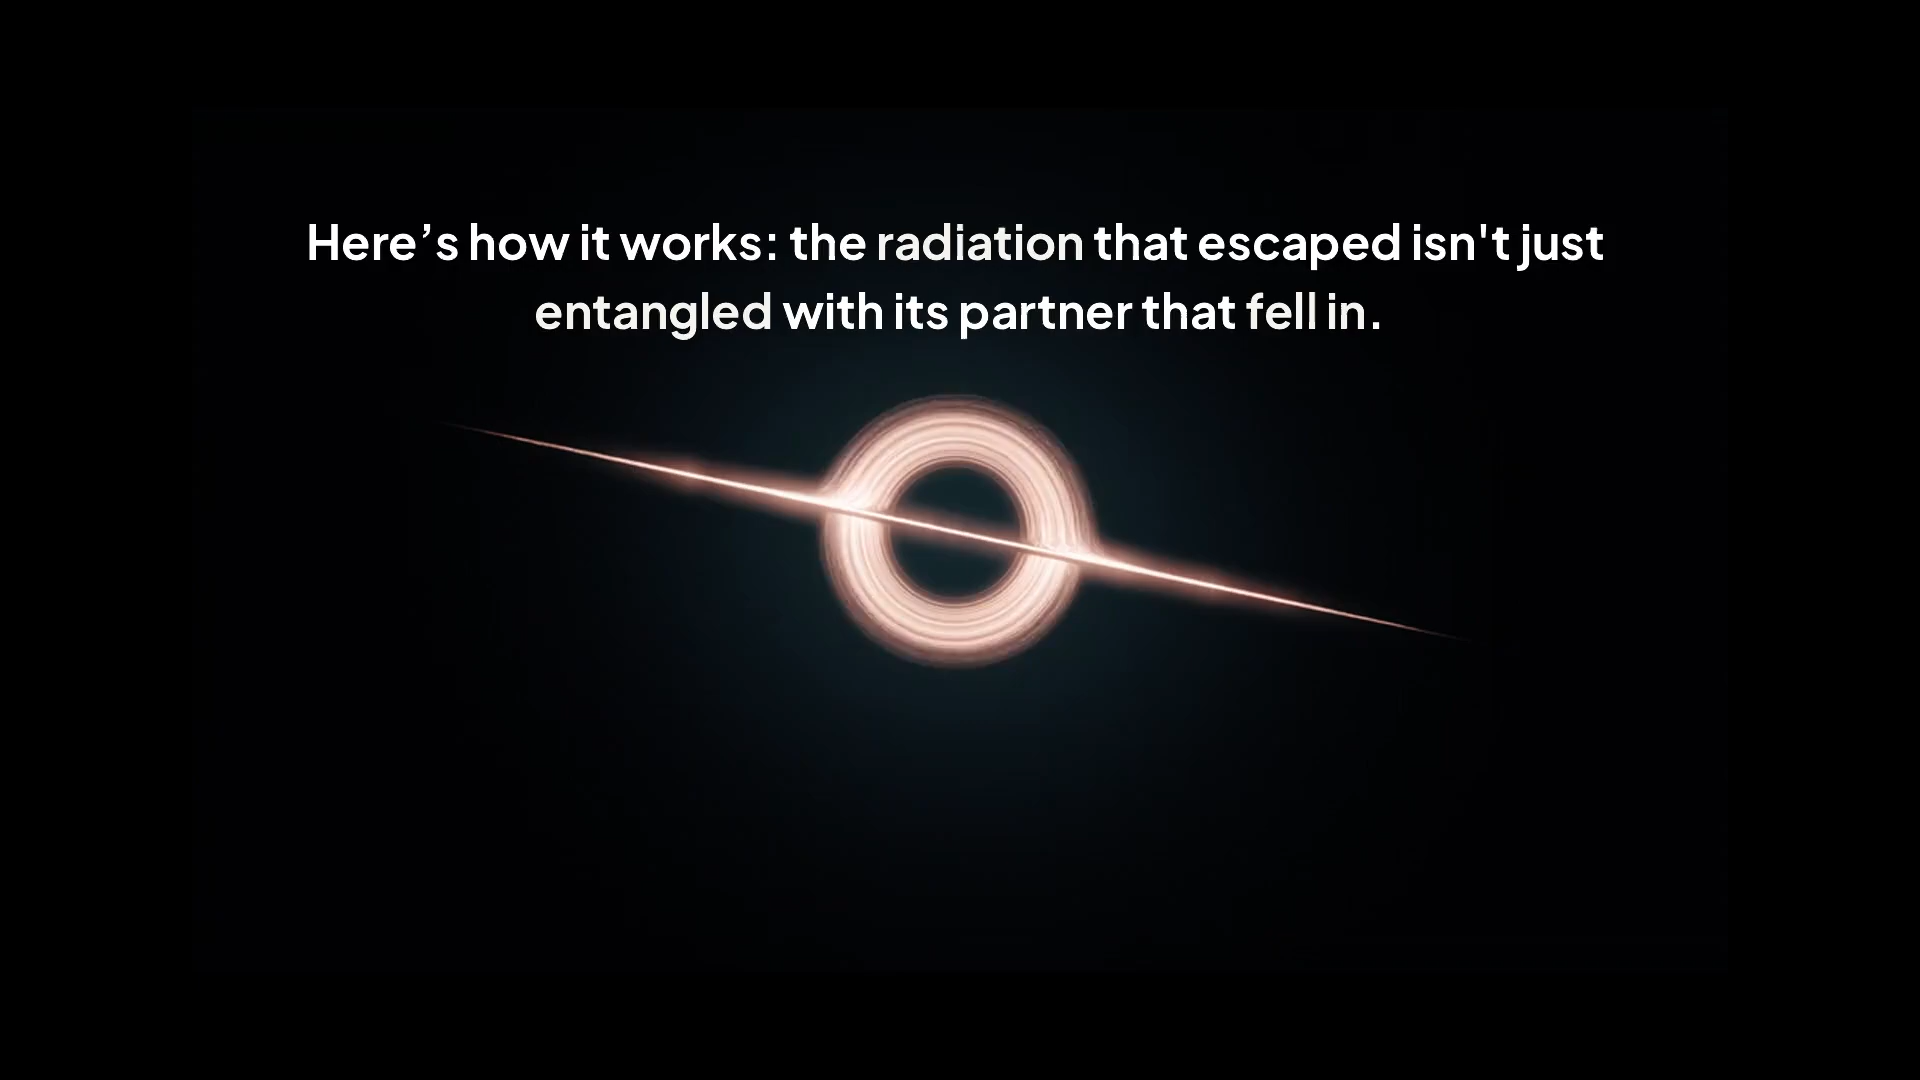 Here’s how it works: the radiation that escaped isn't just
entangled with its partner that fell in.